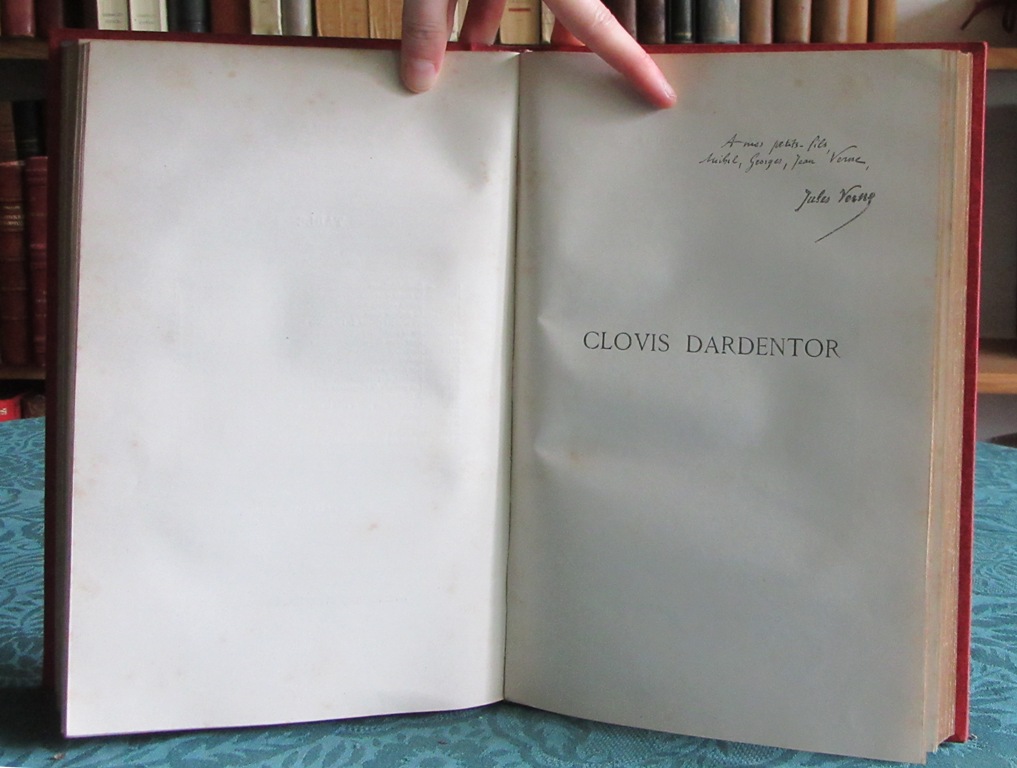 A mes petits-fils,
Michel, Georges, Jean Verne,
Jules Verne
CLOVIS DARDENTOR